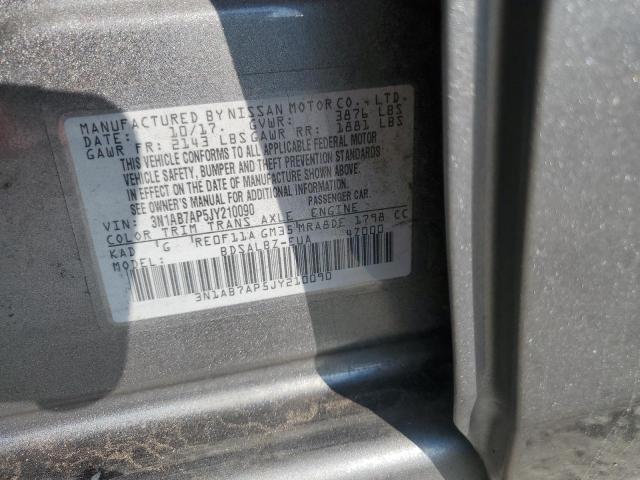 MANUFACTURED BY NISSAN MOTOR CO., LTD.
DATE: 10/17. GVWR: 3876 LBS
GAWR FR: 2143 LBS GAWR RR: 1881 LBS
THIS VEHICLE CONFORMS TO ALL APPLICABLE FEDERAL MOTOR
VEHICLE SAFETY, BUMPER AND THEFT PREVENTION STANDARDS
IN EFFECT ON THE DATE OF MANUFACTURE SHOWN ABOVE.
SEE OWNER'S MANUAL FOR ADDITIONAL INFORMATION.
VIN: 3N1AB7AP5JY210090 PASSENGER CAR
COLOR TRIM TRANS AXLE ENGINE
KAD G RE0F11A GM35 MRA8DE 1798 CC
MODEL: BDSALBZ-EUA 47000
3N1AB7AP5JY210090